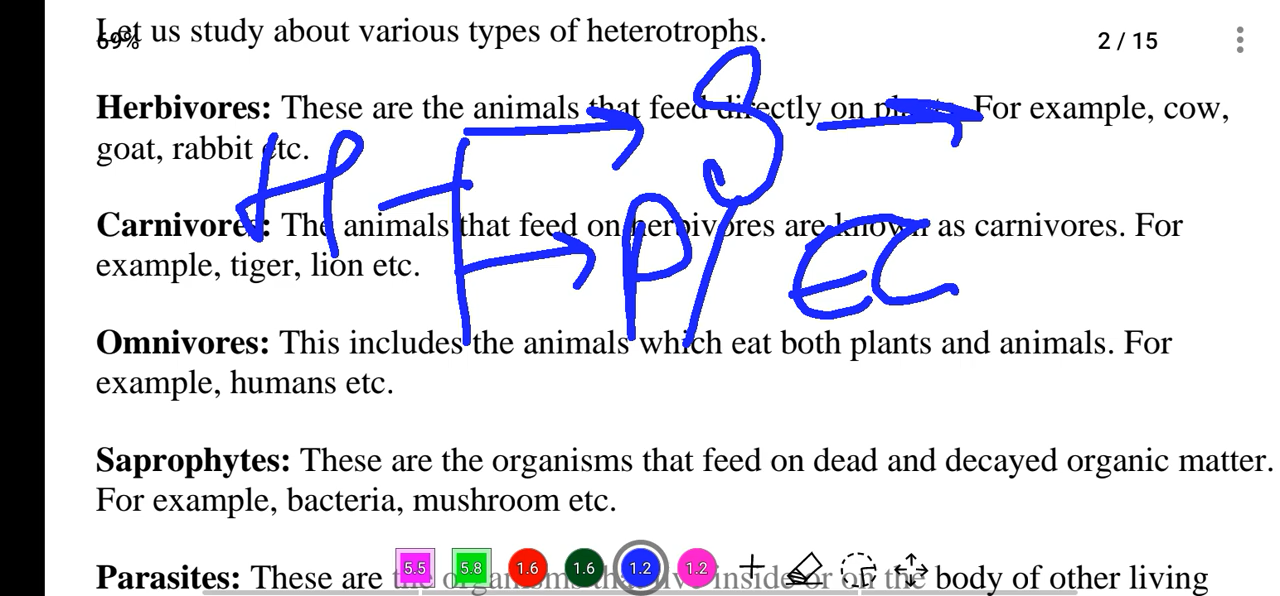 Let us study about various types of heterotrophs.
69%
2 / 15
Herbivores: These are the animals that feed directly on plants. For example, cow,
goat, rabbit etc.
H S
Carnivores: The animals that feed on herbivores are known as carnivores. For
P/ EC
example, tiger, lion etc.
Omnivores: This includes the animals which eat both plants and animals. For
example, humans etc.
Saprophytes: These are the organisms that feed on dead and decayed organic matter.
For example, bacteria, mushroom etc.
5.5 5.8 1.6 1.6 1.2 1.2
Parasites: These are the organisms that live inside or on the body of other living